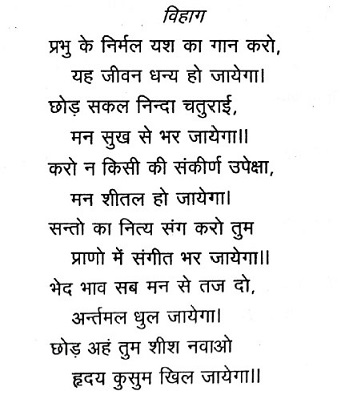 विहाग
प्रभु के निर्मल यश का गान करो,
यह जीवन धन्य हो जायेगा।
छोड़ सकल निन्दा चतुराई,
मन सुख से भर जायेगा॥
करो न किसी की संकीर्ण उपेक्षा,
मन शीतल हो जायेगा।
सन्तो का नित्य संग करो तुम
प्राणो में संगीत भर जायेगा॥
भेद भाव सब मन से तज दो,
अर्न्तमल धुल जायेगा।
छोड़ अहं तुम शीश नवाओ
हृदय कुसुम खिल जायेगा॥